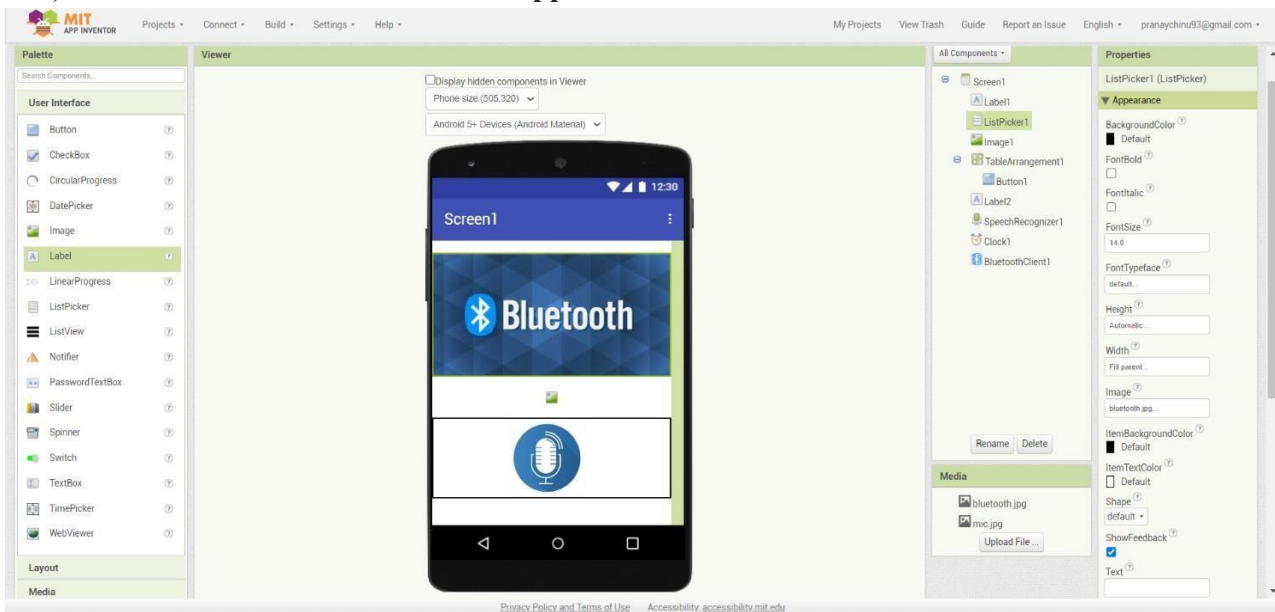 MIT
APP INVENTOR
Projects
Connect
Build
Settings
Help
My Projects
View Trash
Guide
Report an Issue
English
pranaychinu93@gmail.com
Palette
Search Components...
User Interface
Button
CheckBox
CircularProgress
DatePicker
Image
Label
LinearProgress
ListPicker
ListView
Notifier
PasswordTextBox
Slider
Spinner
Switch
TextBox
TimePicker
WebViewer
Layout
Media
Viewer
Display hidden components in Viewer
Phone size (505,320)
Android 5+ Devices (Android Material)
12:30
Screen1
Bluetooth
All Components
Screen1
Label1
ListPicker1
Image1
TableArrangement1
Button1
Label2
SpeechRecognizer1
Clock1
BluetoothClient1
Rename Delete
Media
bluetooth.jpg
mic.jpg
Upload File ...
Properties
ListPicker1 (ListPicker)
Appearance
BackgroundColor
Default
FontBold
FontItalic
FontSize
14.0
FontTypeface
default...
Height
Automatic...
Width
Fill parent...
Image
bluetooth.jpg...
ItemBackgroundColor
Default
ItemTextColor
Default
Shape
default
ShowFeedback
Text
Privacy Policy and Terms of Use
Accessibility: accessibility.mit.edu